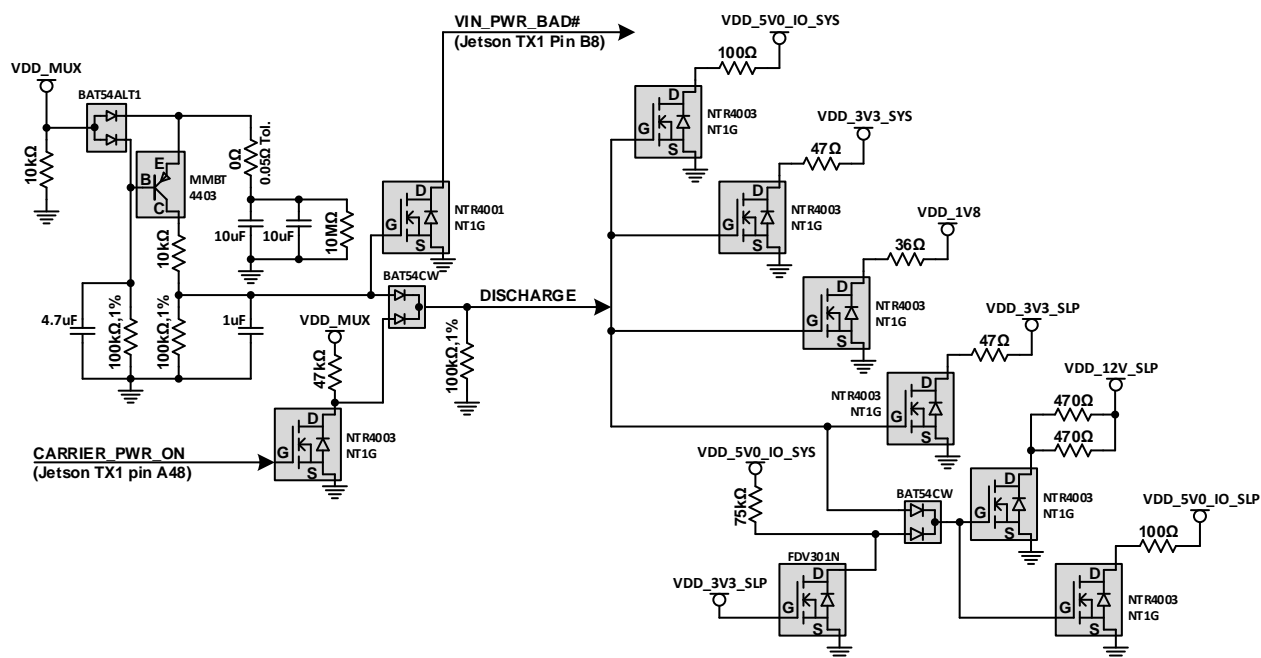 VIN_PWR_BAD#
(Jetson TX1 Pin B8)
VDD_5V0_IO_SYS
100Ω
VDD_MUX
BAT54ALT1
10kΩ
E
B
C
MMBT
4403
0Ω
0.05Ω Tol.
10uF
10uF
10MΩ
10kΩ
4.7uF
100kΩ,1%
100kΩ,1%
1uF
D
G
S
NTR4001
NT1G
BAT54CW
DISCHARGE
100kΩ,1%
VDD_MUX
47kΩ
D
G
S
NTR4003
NT1G
CARRIER_PWR_ON
(Jetson TX1 pin A48)
D
G
S
NTR4003
NT1G
VDD_3V3_SYS
47Ω
D
G
S
NTR4003
NT1G
VDD_1V8
36Ω
D
G
S
NTR4003
NT1G
VDD_3V3_SLP
47Ω
D
G
S
NTR4003
NT1G
VDD_12V_SLP
470Ω
470Ω
D
G
S
NTR4003
NT1G
VDD_5V0_IO_SYS
75kΩ
BAT54CW
FDV301N
VDD_3V3_SLP
D
G
S
VDD_5V0_IO_SLP
100Ω
D
G
S
NTR4003
NT1G